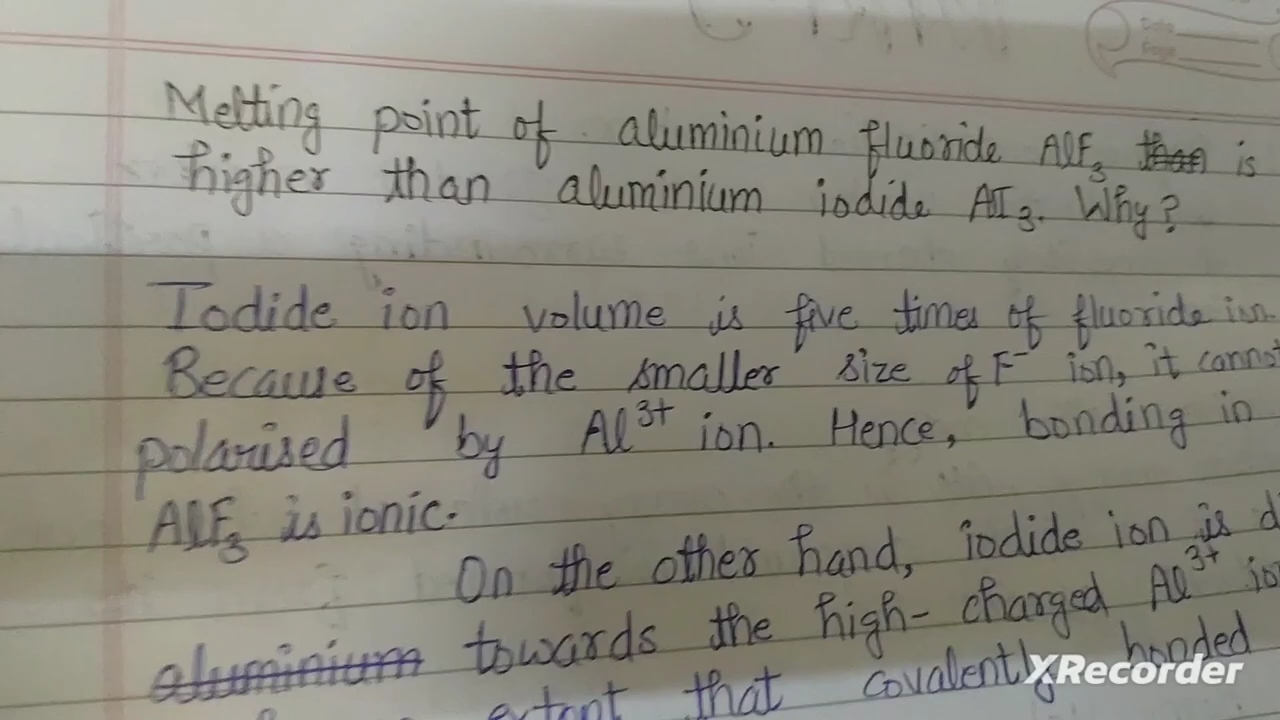 Melting point of aluminium fluoride AlF3 is
higher than aluminium iodide AlI3. Why?
Iodide ion volume is five times of fluoride ion.
Because of the smaller size of F- ion, it cannot
polarised by Al3+ ion. Hence, bonding in
AlF3 is ionic.
On the other hand, iodide ion is d
aluminium towards the high-charged Al3+ io
extent that covalently bonded
XRecorder